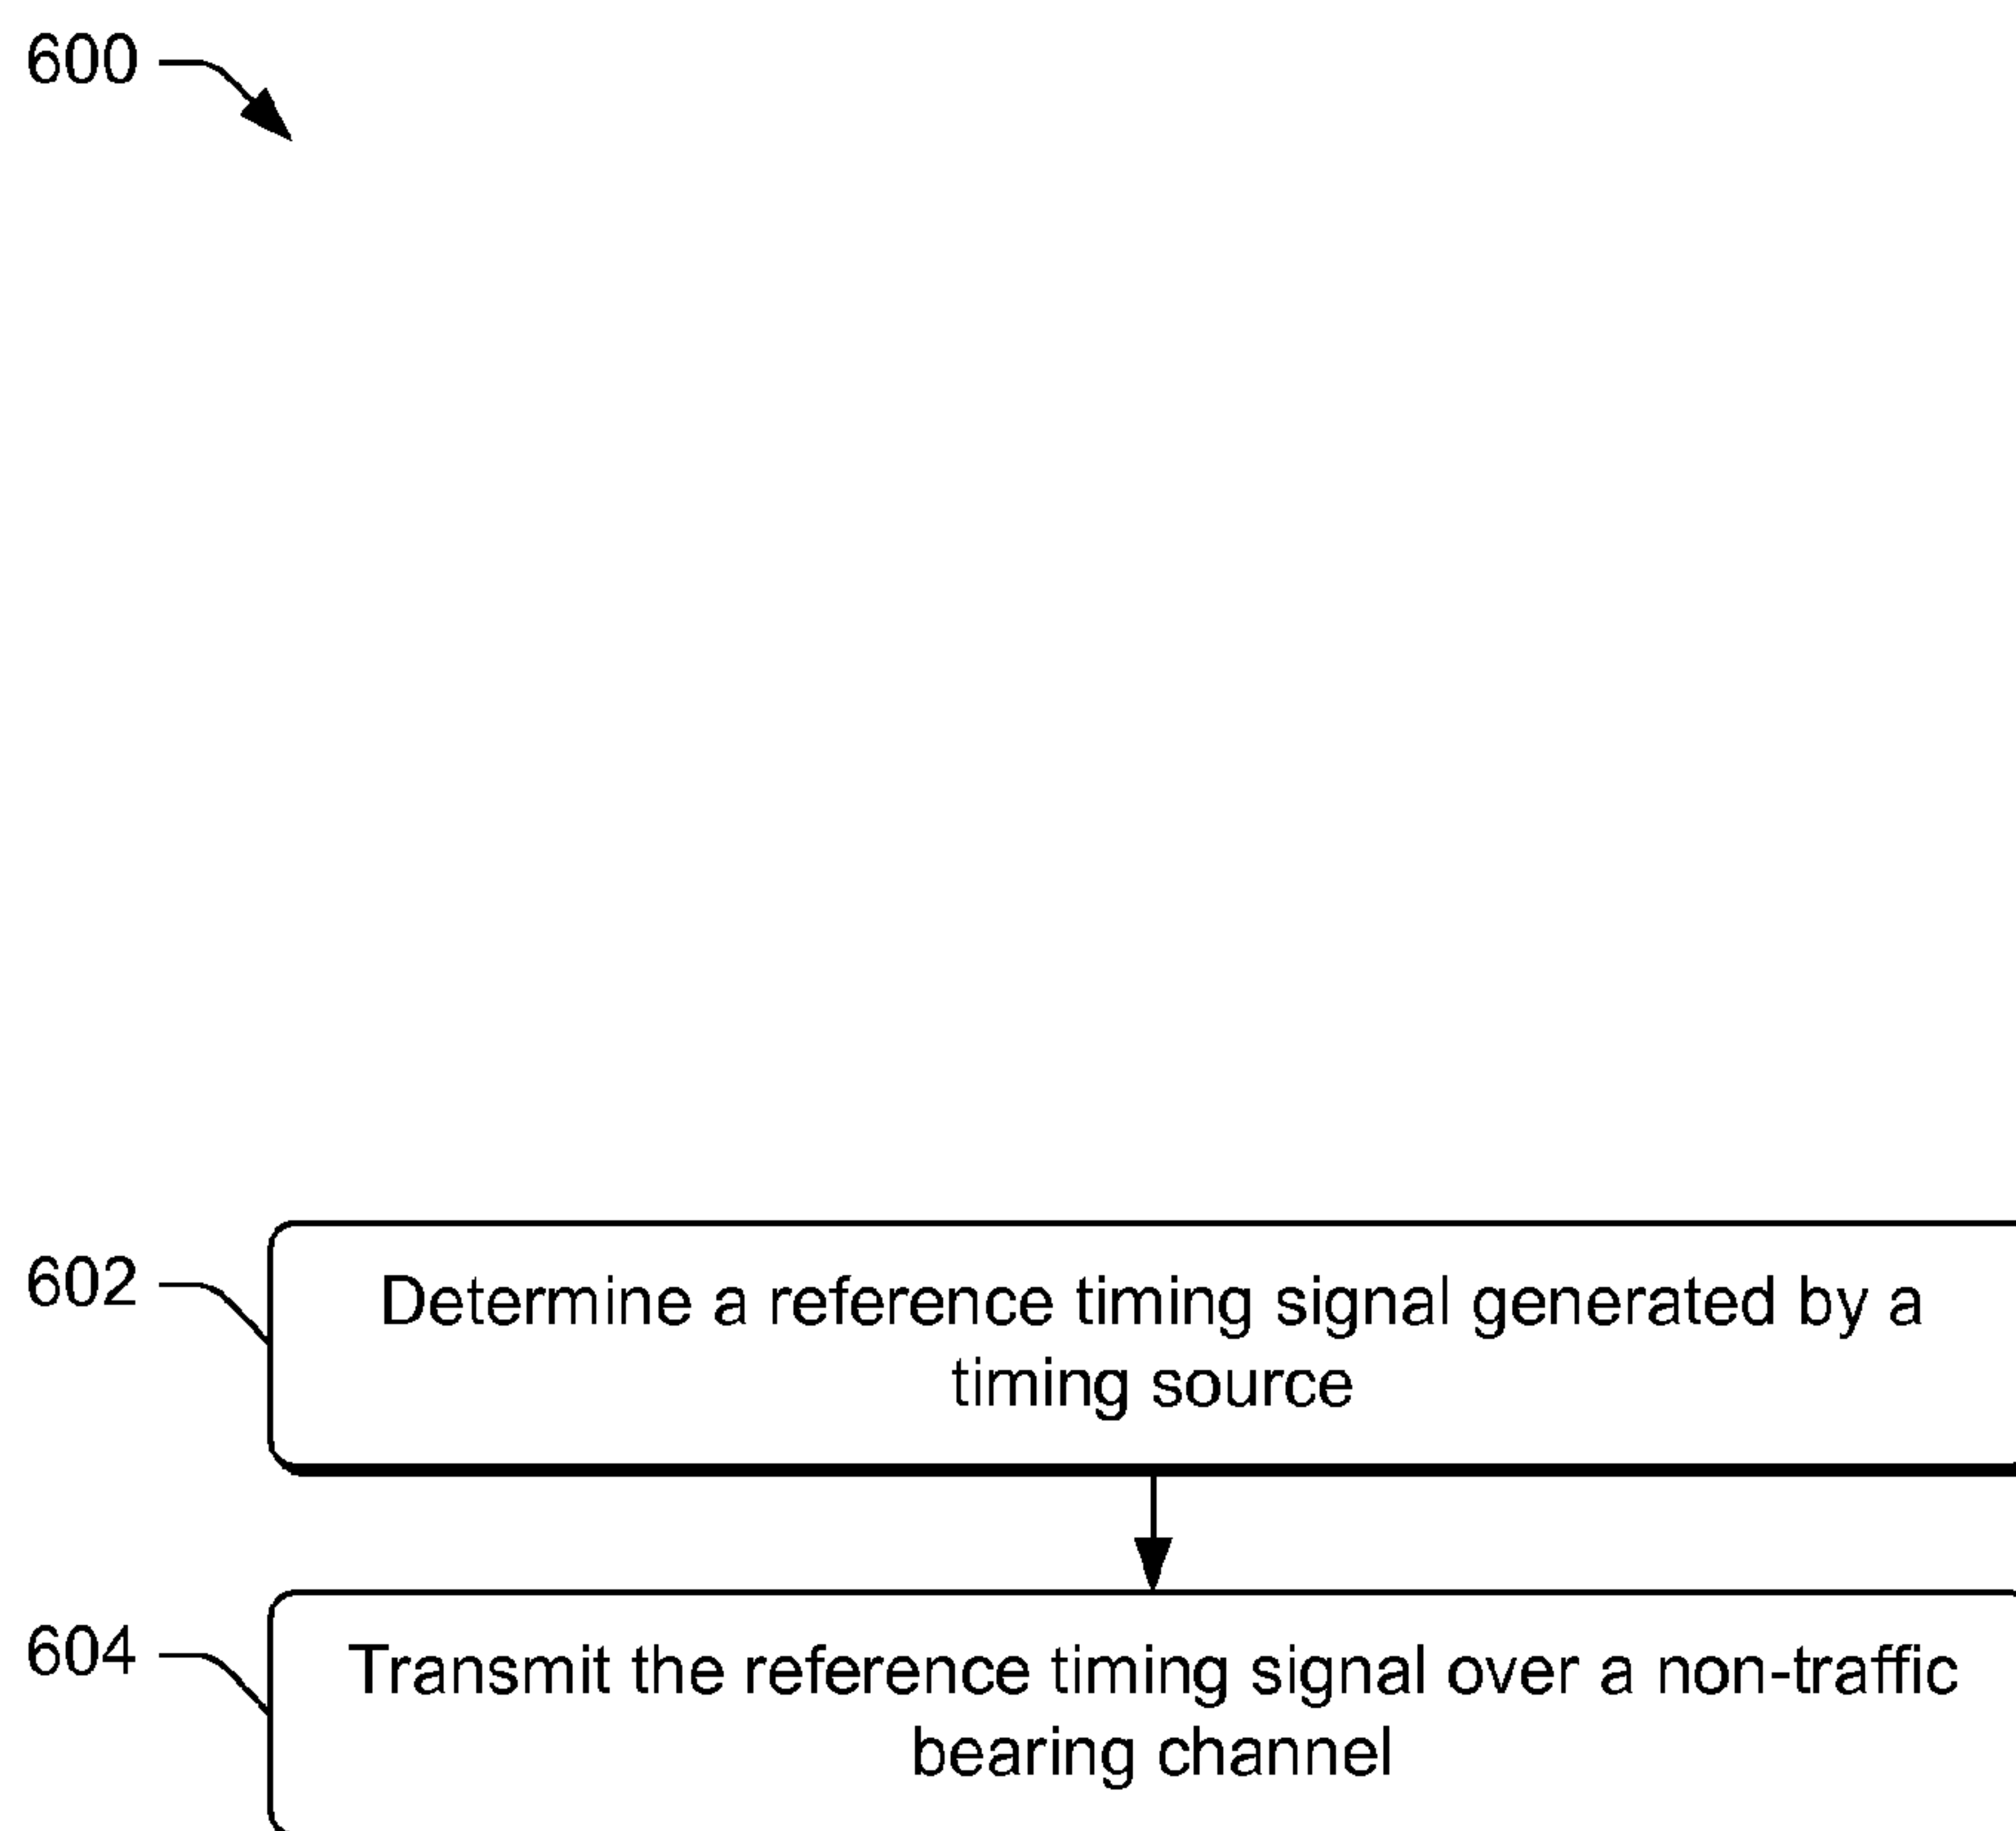 600
602
Determine a reference timing signal generated by a
timing source
604
Transmit the reference timing signal over a non-traffic
bearing channel